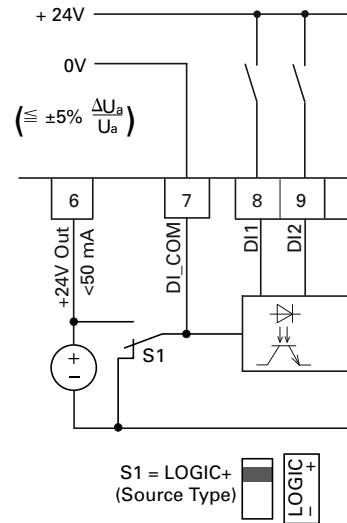 + 24V
0V
(≦ ±5% ΔUa/Ua)
6
7
8
9
+24V Out
<50 mA
DI_COM
DI1
DI2
+
−
S1
S1 = LOGIC+
(Source Type)
LOGIC
− +